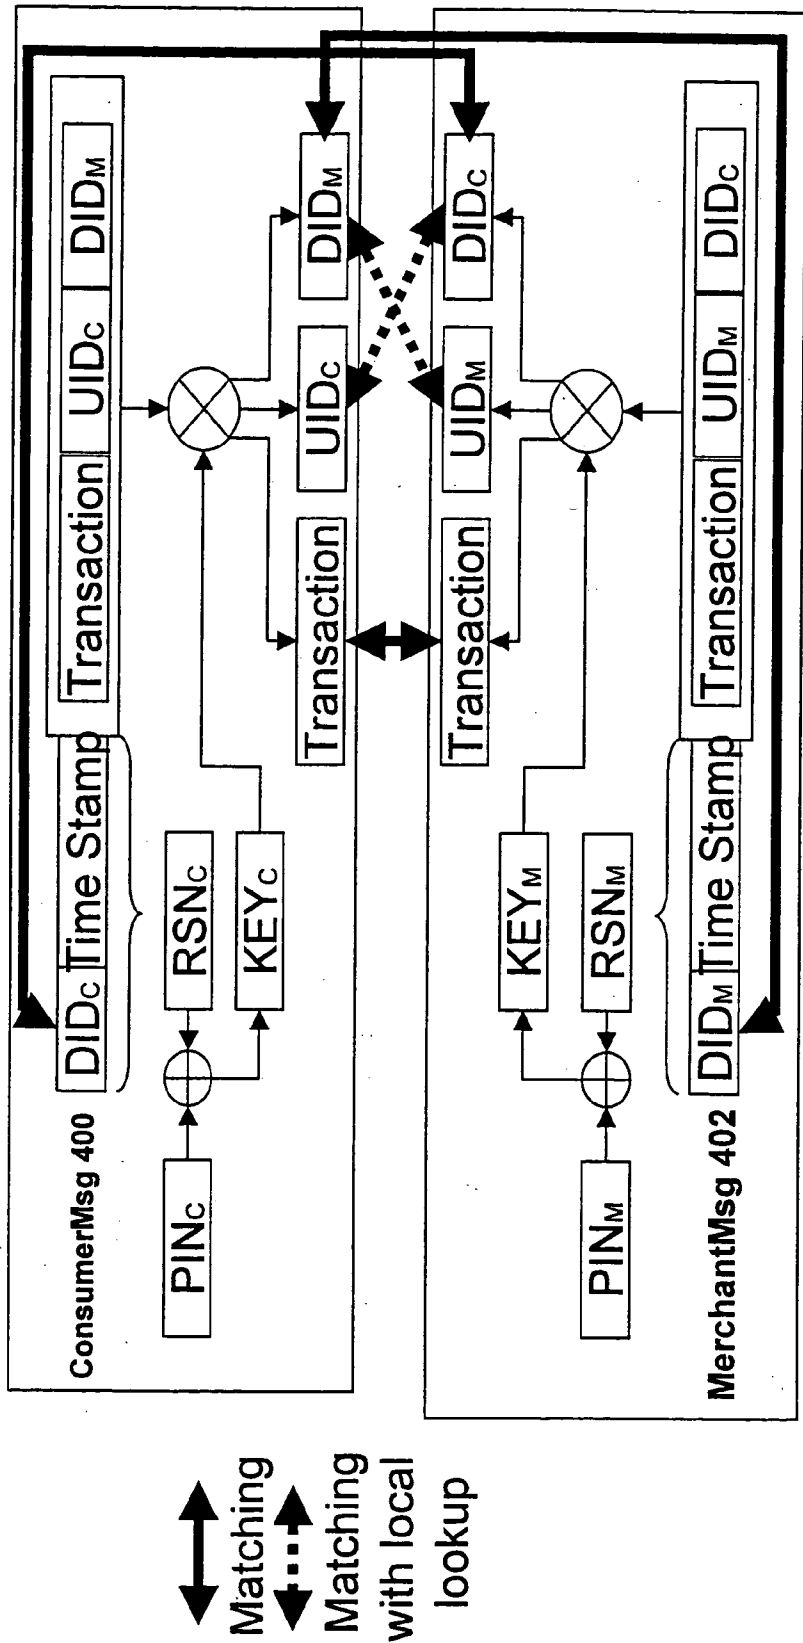 ConsumerMsg 400
DIDC Time Stamp Transaction UIDC DIDM
PINC
RSNC
KEYC
Transaction UIDC DIDM
Transaction UIDM DIDC
KEYM
RSNM
PINM
MerchantMsg 402
DIDM Time Stamp Transaction UIDM DIDC
Matching
Matching
with local
lookup